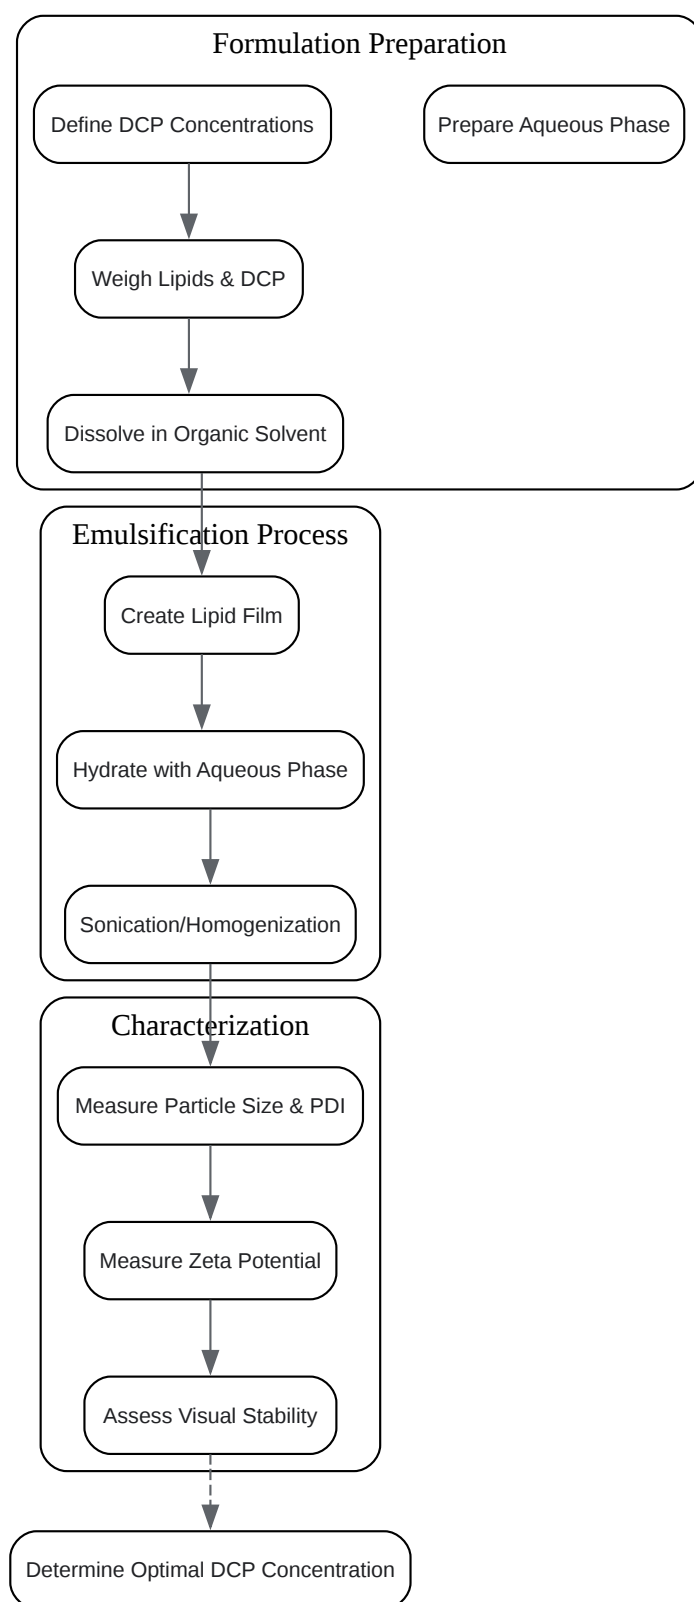 Formulation Preparation
Define DCP Concentrations
Prepare Aqueous Phase
Weigh Lipids & DCP
Dissolve in Organic Solvent
Emulsification Process
Create Lipid Film
Hydrate with Aqueous Phase
Sonication/Homogenization
Characterization
Measure Particle Size & PDI
Measure Zeta Potential
Assess Visual Stability
Determine Optimal DCP Concentration